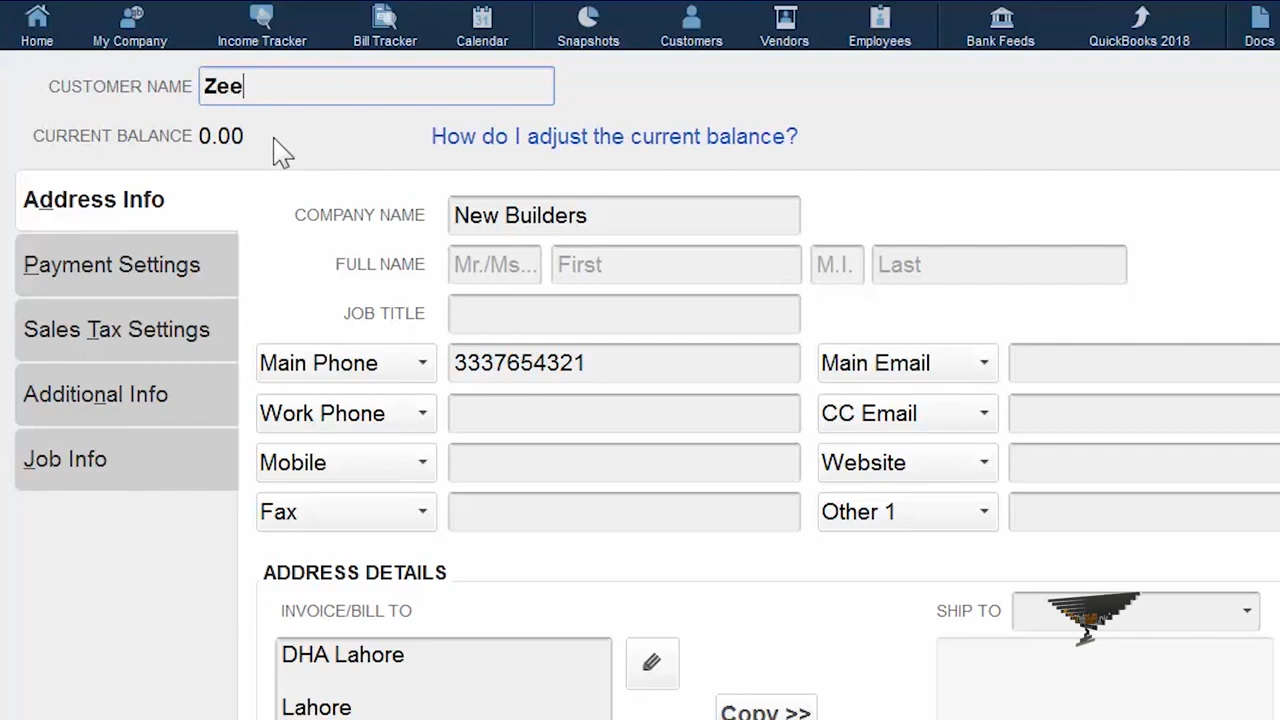 Home My Company Income Tracker Bill Tracker Calendar Snapshots Customers Vendors Employees Bank Feeds QuickBooks 2018 Docs
CUSTOMER NAME Zee
CURRENT BALANCE 0.00 How do I adjust the current balance?
Address Info
Payment Settings
Sales Tax Settings
Additional Info
Job Info
COMPANY NAME New Builders
FULL NAME Mr./Ms... First M.I. Last
JOB TITLE
Main Phone 3337654321 Main Email
Work Phone CC Email
Mobile Website
Fax Other 1
ADDRESS DETAILS
INVOICE/BILL TO SHIP TO
DHA Lahore
Lahore
Copy >>